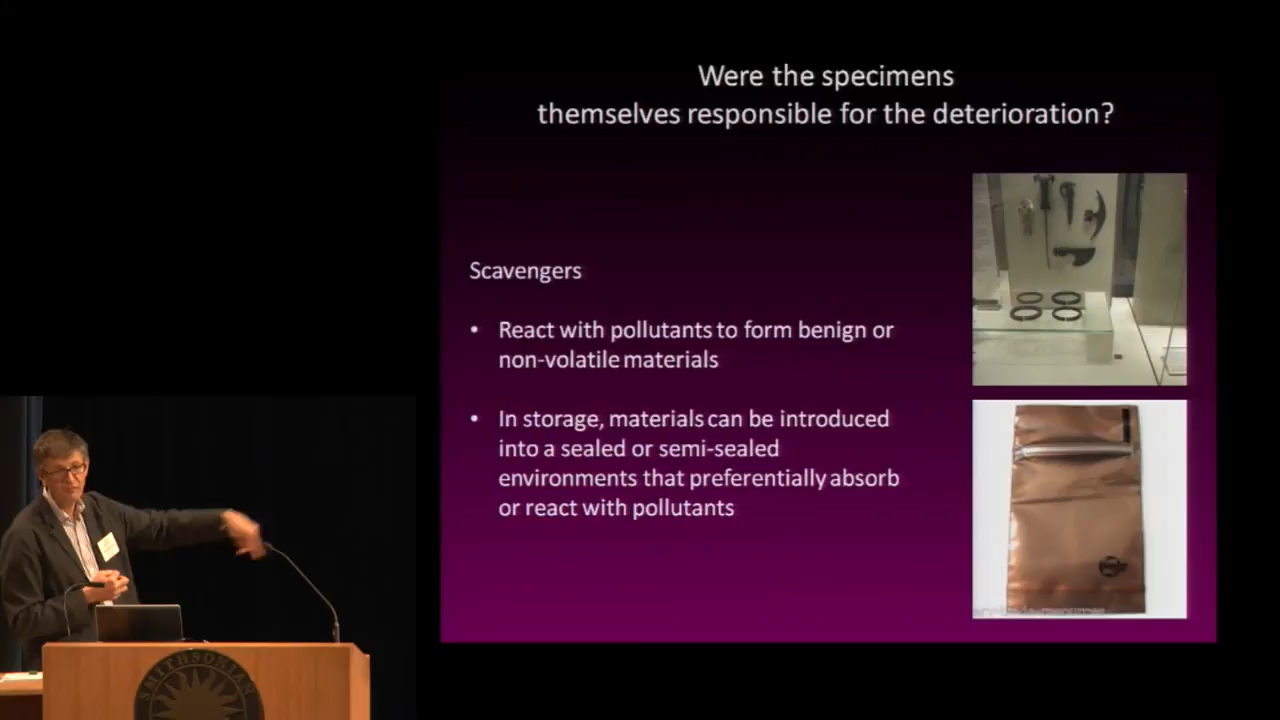 Were the specimens
themselves responsible for the deterioration?
Scavengers
• React with pollutants to form benign or
non-volatile materials
• In storage, materials can be introduced
into a sealed or semi-sealed
environments that preferentially absorb
or react with pollutants
SMITHSONIAN